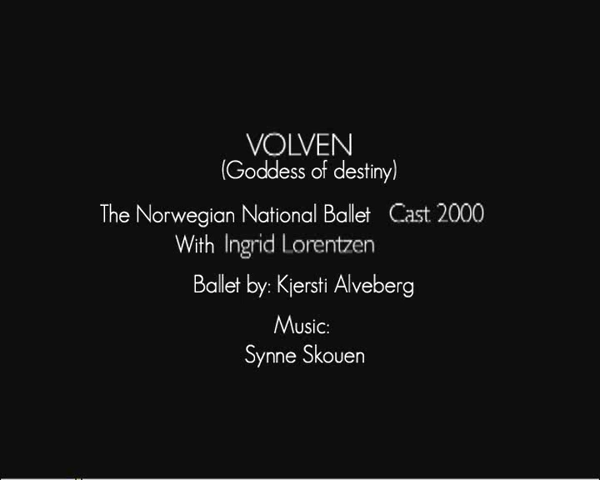 VOLVEN
(Goddess of destiny)
The Norwegian National Ballet Cast 2000
With Ingrid Lorentzen
Ballet by: Kjersti Alveberg
Music:
Synne Skouen